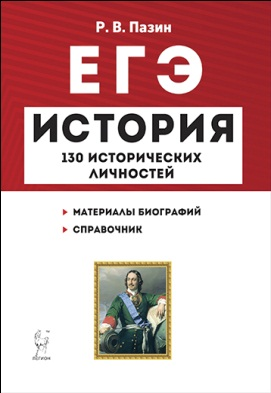 Р. В. Пазин
ЕГЭ
ИСТОРИЯ
130 ИСТОРИЧЕСКИХ
ЛИЧНОСТЕЙ
МАТЕРИАЛЫ БИОГРАФИЙ
СПРАВОЧНИК
ЛЕГИОН